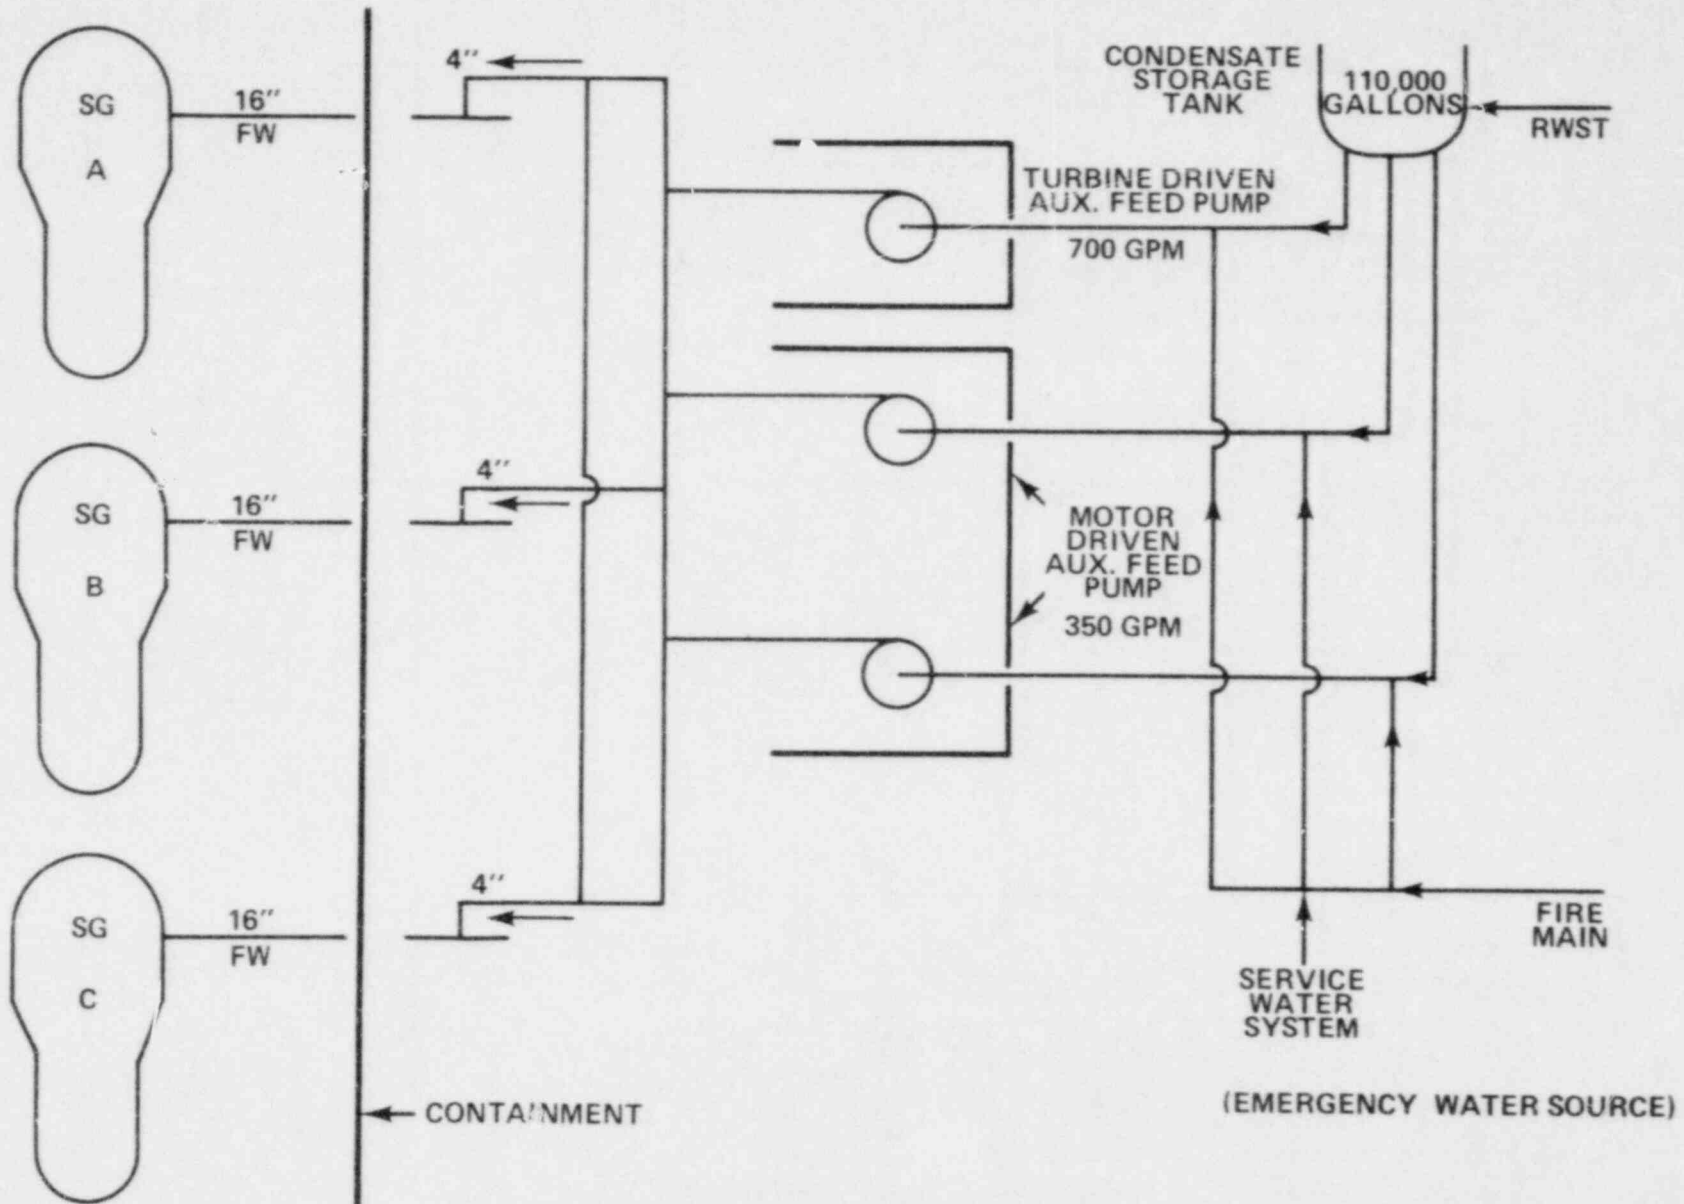 SG
A
16"
FW
4"
CONDENSATE
STORAGE
TANK
110,000
GALLONS
RWST
TURBINE DRIVEN
AUX. FEED PUMP
700 GPM
SG
B
16"
FW
4"
MOTOR
DRIVEN
AUX. FEED
PUMP
350 GPM
SG
C
16"
FW
4"
FIRE
MAIN
SERVICE
WATER
SYSTEM
CONTAINMENT
(EMERGENCY WATER SOURCE)